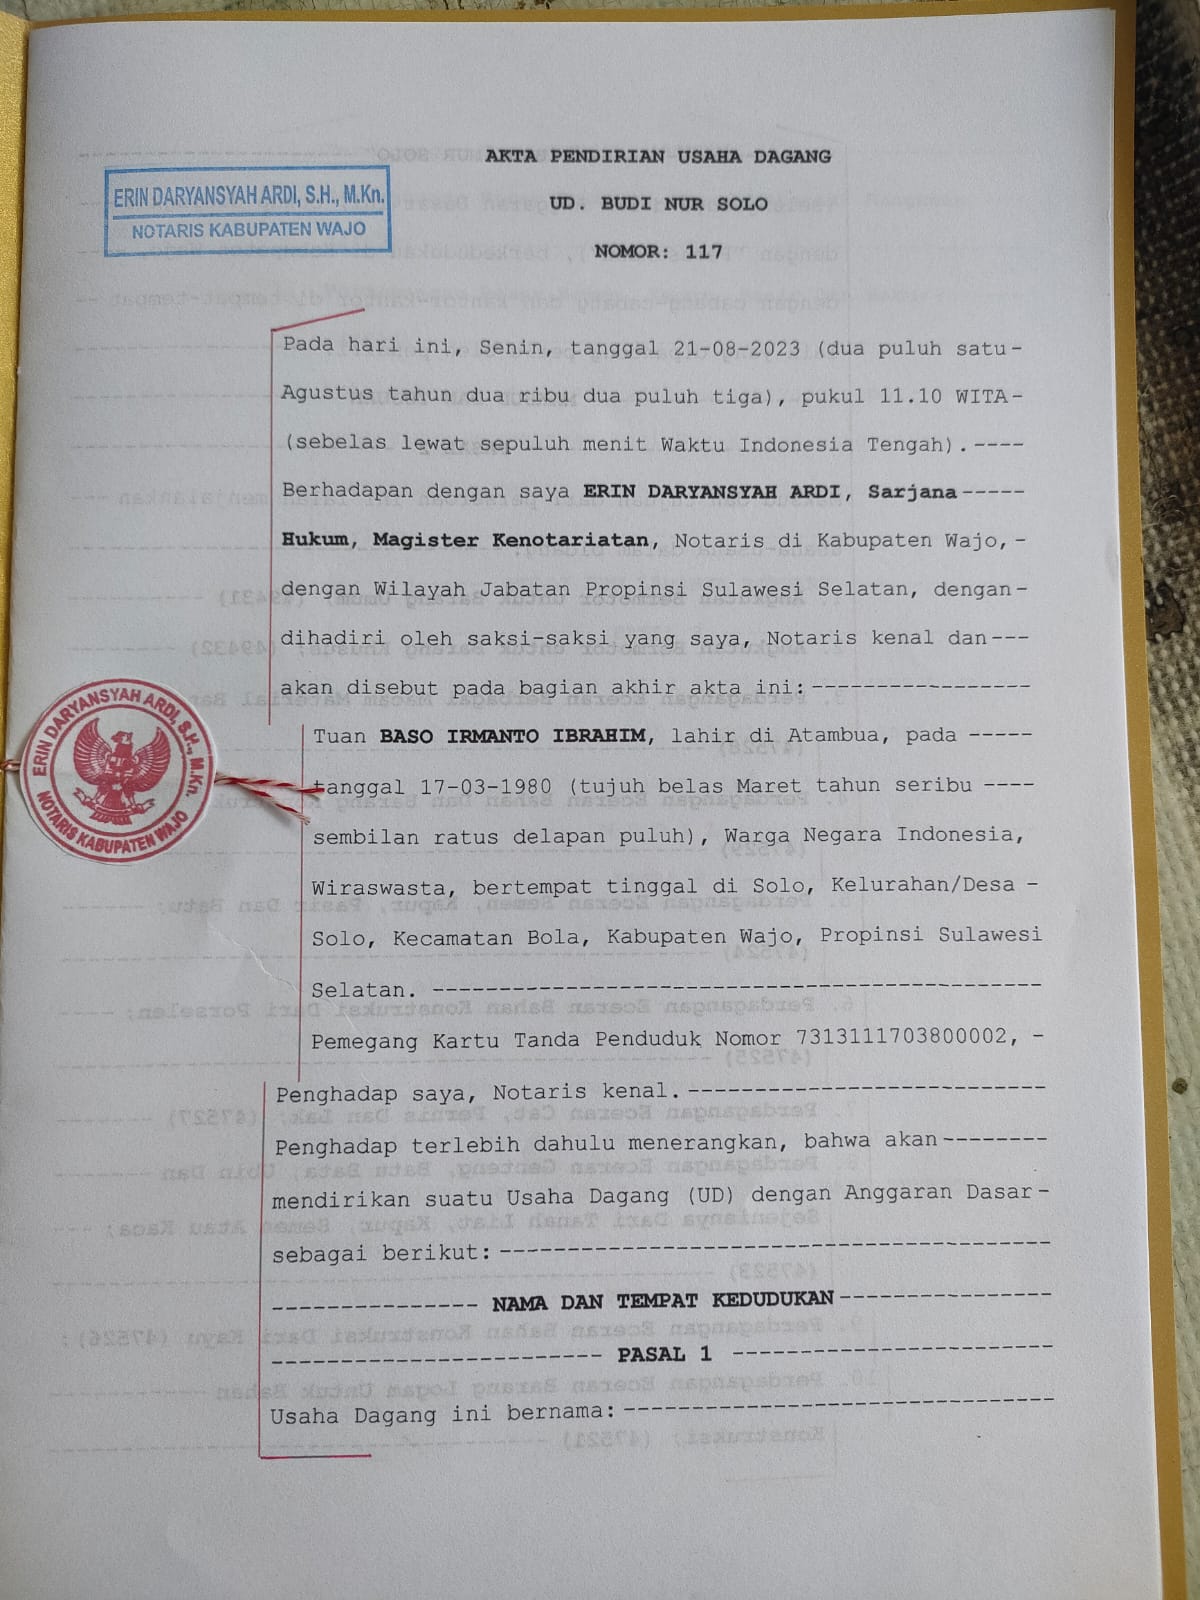 AKTA PENDIRIAN USAHA DAGANG
ERIN DARYANSYAH ARDI, S.H., M.Kn.
NOTARIS KABUPATEN WAJO
UD. BUDI NUR SOLO
NOMOR: 117
Pada hari ini, Senin, tanggal 21-08-2023 (dua puluh satu-
Agustus tahun dua ribu dua puluh tiga), pukul 11.10 WITA-
(sebelas lewat sepuluh menit Waktu Indonesia Tengah).----
Berhadapan dengan saya ERIN DARYANSYAH ARDI, Sarjana-----
Hukum, Magister Kenotariatan, Notaris di Kabupaten Wajo,-
dengan Wilayah Jabatan Propinsi Sulawesi Selatan, dengan-
dihadiri oleh saksi-saksi yang saya, Notaris kenal dan---
akan disebut pada bagian akhir akta ini:-----------------
Tuan BASO IRMANTO IBRAHIM, lahir di Atambua, pada -----
tanggal 17-03-1980 (tujuh belas Maret tahun seribu ----
sembilan ratus delapan puluh), Warga Negara Indonesia,
Wiraswasta, bertempat tinggal di Solo, Kelurahan/Desa -
Solo, Kecamatan Bola, Kabupaten Wajo, Propinsi Sulawesi
Selatan. ----------------------------------------------
Pemegang Kartu Tanda Penduduk Nomor 7313111703800002, -
Penghadap saya, Notaris kenal.---------------------------
Penghadap terlebih dahulu menerangkan, bahwa akan--------
mendirikan suatu Usaha Dagang (UD) dengan Anggaran Dasar-
sebagai berikut:-----------------------------------------
---------------- NAMA DAN TEMPAT KEDUDUKAN----------------
------------------------- PASAL 1 ------------------------
Usaha Dagang ini bernama:--------------------------------
ERIN DARYANSYAH ARDI, S.H., M.Kn.
NOTARIS KABUPATEN WAJO